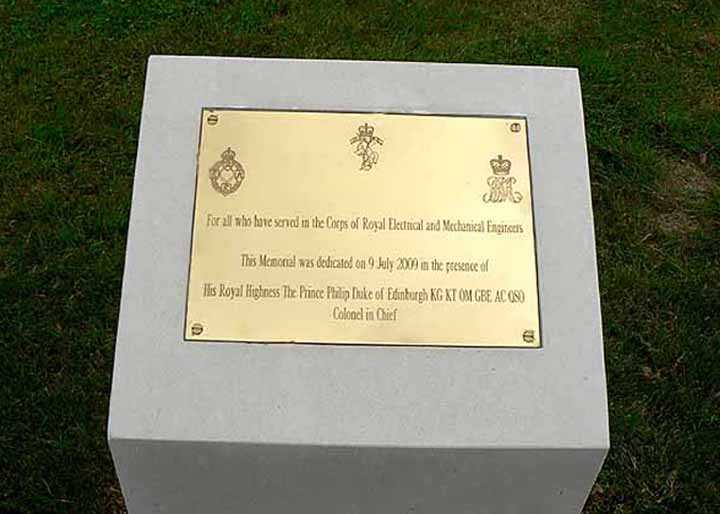 For all who have served in the Corps of Royal Electrical and Mechanical Engineers
This Memorial was dedicated on 9 July 2009 in the presence of
His Royal Highness The Prince Philip Duke of Edinburgh KG KT OM GBE AC QSO
Colonel in Chief